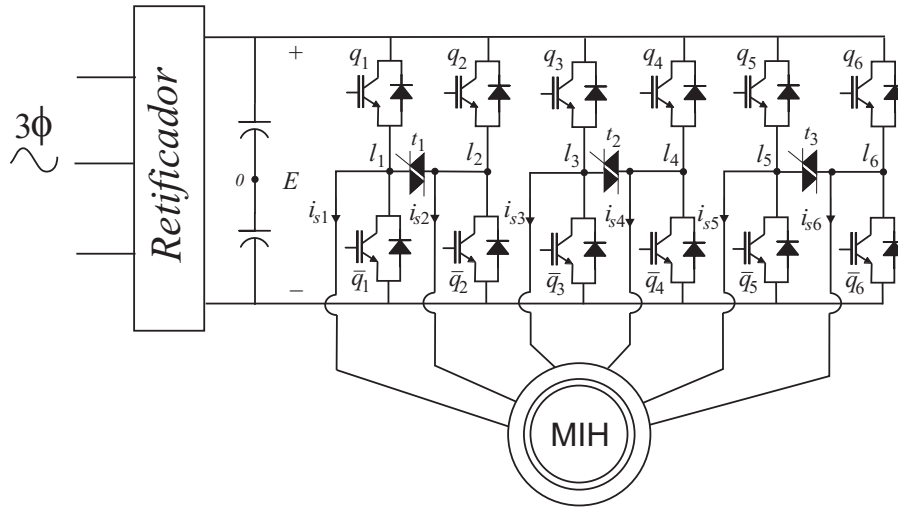 3ϕ
Retificador
+
0
E
−
q1 q2 q3 q4 q5 q6
l1 t1 l2 l3 t2 l4 l5 t3 l6
is1 is2 is3 is4 is5 is6
q̅1 q̅2 q̅3 q̅4 q̅5 q̅6
MIH